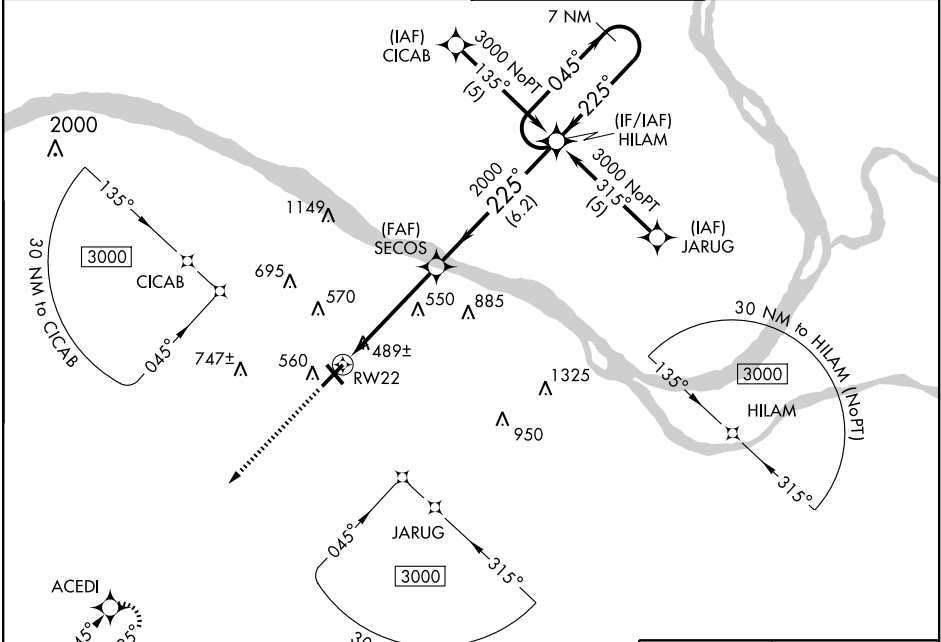 7 NM
(IAF)
CICAB
3000 NoPT
135°
(5)
045°
225°
(IF/IAF)
HILAM
2000
3000 NoPT
315°
(5)
2000
225°
(6.2)
(IAF)
JARUG
135°
1149
(FAF)
SECOS
3000
30 NM to CICAB
CICAB
695
570
550
885
045°
747±
560
489±
RW22
30 NM to HILAM (NoPT)
1325
3000
135°
HILAM
950
315°
045°
JARUG
315°
3000
ACEDI
30